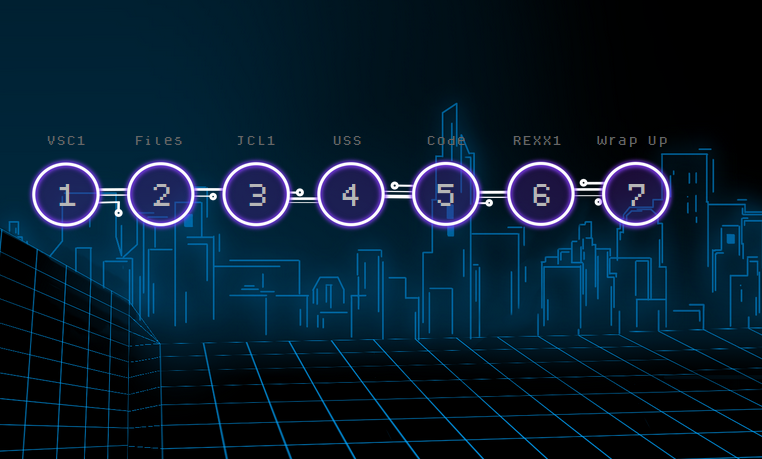 VSC1 Files JCL1 USS Code REXX1 Wrap Up
1 2 3 4 5 6 7